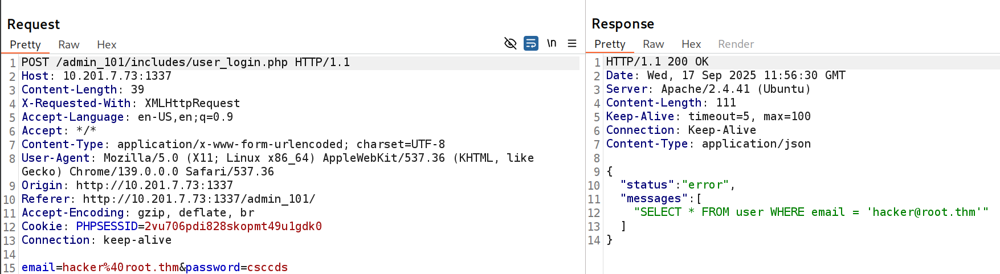 Request
Pretty Raw Hex \n
1 POST /admin_101/includes/user_login.php HTTP/1.1
2 Host: 10.201.7.73:1337
3 Content-Length: 39
4 X-Requested-With: XMLHttpRequest
5 Accept-Language: en-US,en;q=0.9
6 Accept: */*
7 Content-Type: application/x-www-form-urlencoded; charset=UTF-8
8 User-Agent: Mozilla/5.0 (X11; Linux x86_64) AppleWebKit/537.36 (KHTML, like
Gecko) Chrome/139.0.0.0 Safari/537.36
9 Origin: http://10.201.7.73:1337
10 Referer: http://10.201.7.73:1337/admin_101/
11 Accept-Encoding: gzip, deflate, br
12 Cookie: PHPSESSID=2vu706pdi828skopmt49u1gdk0
13 Connection: keep-alive
14
15 email=hacker%40root.thm&password=csccds
Response
Pretty Raw Hex Render
1 HTTP/1.1 200 OK
2 Date: Wed, 17 Sep 2025 11:56:30 GMT
3 Server: Apache/2.4.41 (Ubuntu)
4 Content-Length: 111
5 Keep-Alive: timeout=5, max=100
6 Connection: Keep-Alive
7 Content-Type: application/json
8
9 {
10 "status":"error",
11 "messages":[
12 "SELECT * FROM user WHERE email = 'hacker@root.thm'"
13 ]
14 }